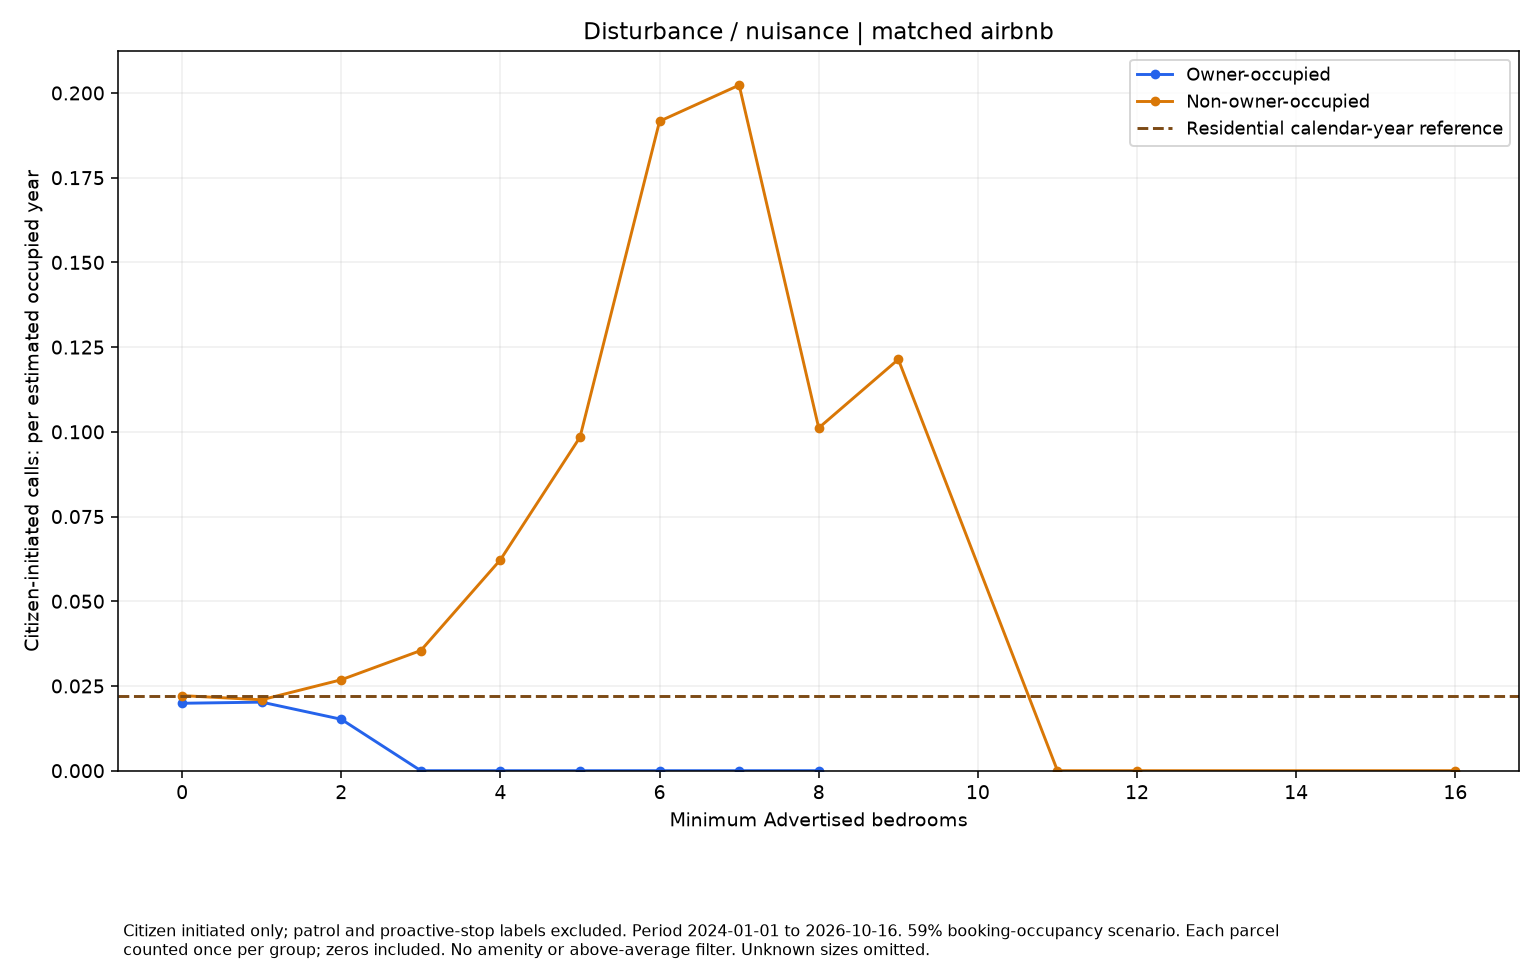 Disturbance / nuisance | matched airbnb
Owner-occupied
Non-owner-occupied
Residential calendar-year reference
Citizen-initiated calls: per estimated occupied year
0.200
0.175
0.150
0.125
0.100
0.075
0.050
0.025
0.000
0 2 4 6 8 10 12 14 16
Minimum Advertised bedrooms
Citizen initiated only; patrol and proactive-stop labels excluded. Period 2024-01-01 to 2026-10-16. 59% booking-occupancy scenario. Each parcel
counted once per group; zeros included. No amenity or above-average filter. Unknown sizes omitted.